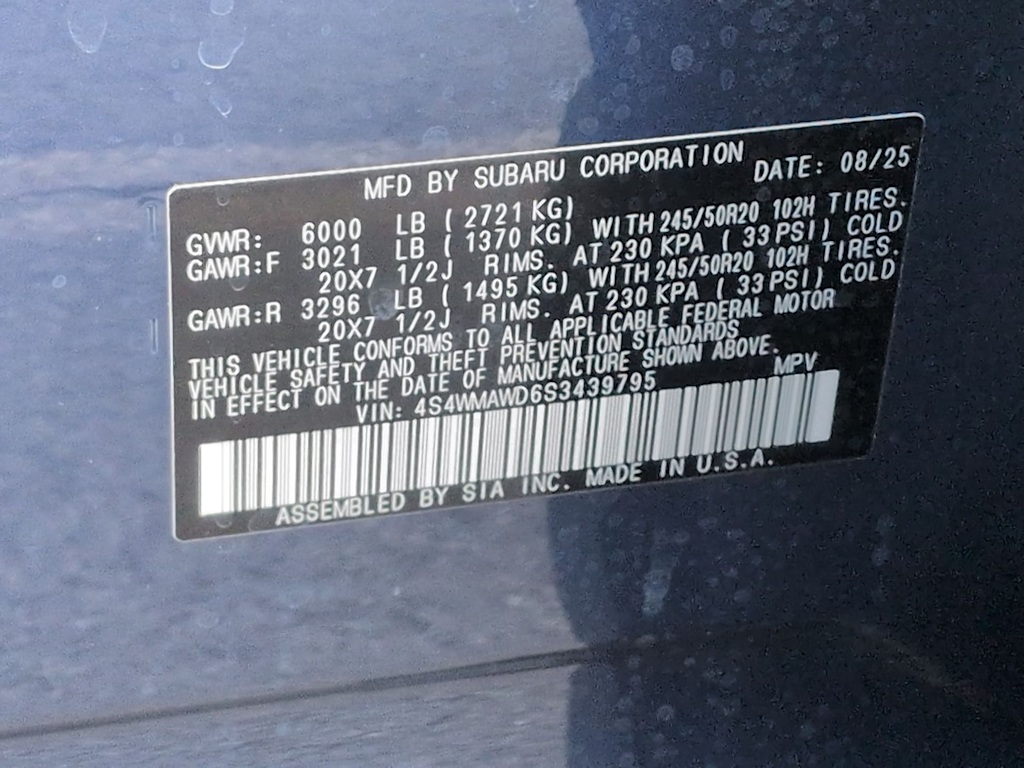 MFD BY SUBARU CORPORATION DATE: 08/25
GVWR: 6000 LB ( 2721 KG)
GAWR:F 3021 LB ( 1370 KG) WITH 245/50R20 102H TIRES.
20X7 1/2J RIMS. AT 230 KPA ( 33 PSI) COLD
GAWR:R 3296 LB ( 1495 KG) WITH 245/50R20 102H TIRES.
20X7 1/2J RIMS. AT 230 KPA ( 33 PSI) COLD
THIS VEHICLE CONFORMS TO ALL APPLICABLE FEDERAL MOTOR
VEHICLE SAFETY AND THEFT PREVENTION STANDARDS
IN EFFECT ON THE DATE OF MANUFACTURE SHOWN ABOVE.
VIN: 4S4WMAWD6S3439795 MPV
ASSEMBLED BY SIA INC. MADE IN U.S.A.